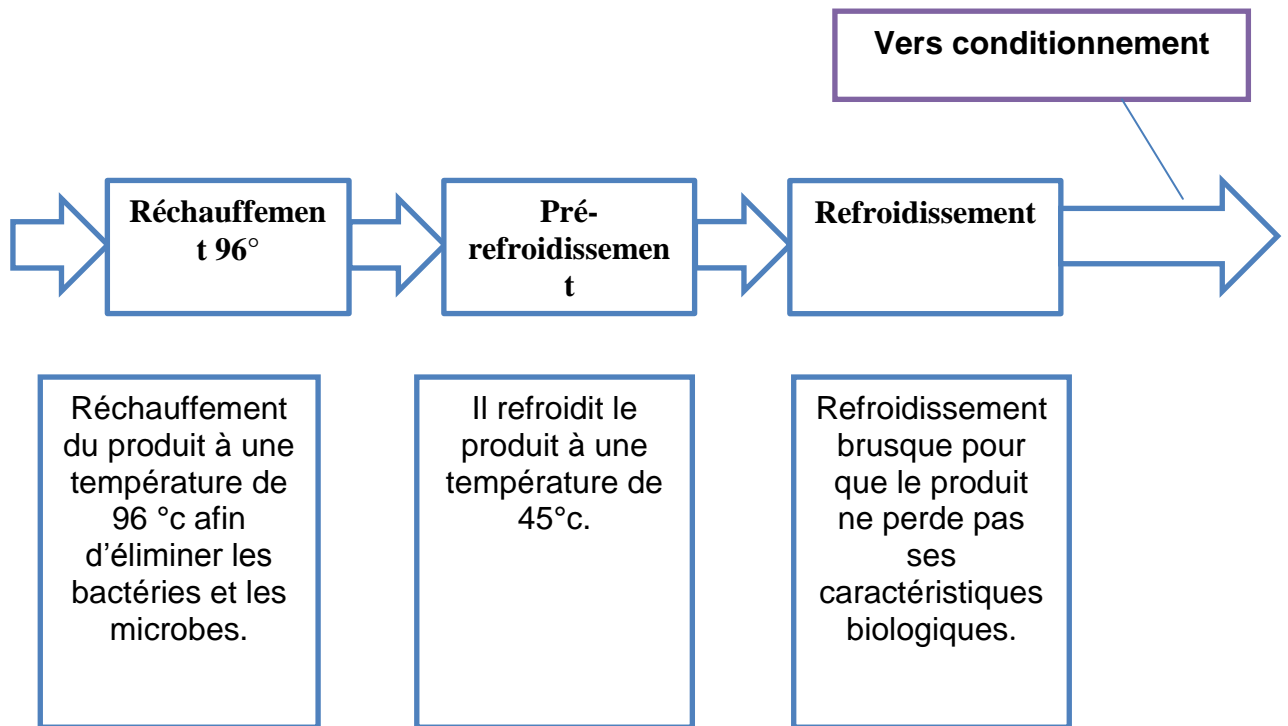 Vers conditionnement
Réchauffemen
t 96°
Pré-
refroidissemen
t
Refroidissement
Réchauffement
du produit à une
température de
96 °c afin
d’éliminer les
bactéries et les
microbes.
Il refroidit le
produit à une
température de
45°c.
Refroidissement
brusque pour
que le produit
ne perde pas
ses
caractéristiques
biologiques.